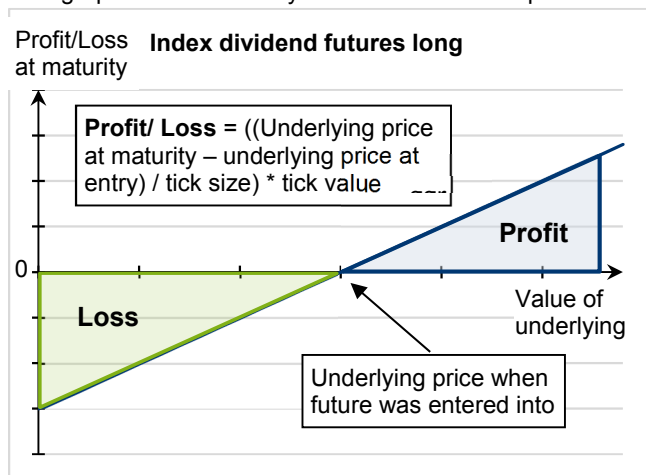 Profit/Loss
at maturity
Index dividend futures long
Profit/ Loss = ((Underlying price
at maturity – underlying price at
entry) / tick size) * tick value
Profit
0
Loss
Value of
underlying
Underlying price when
future was entered into